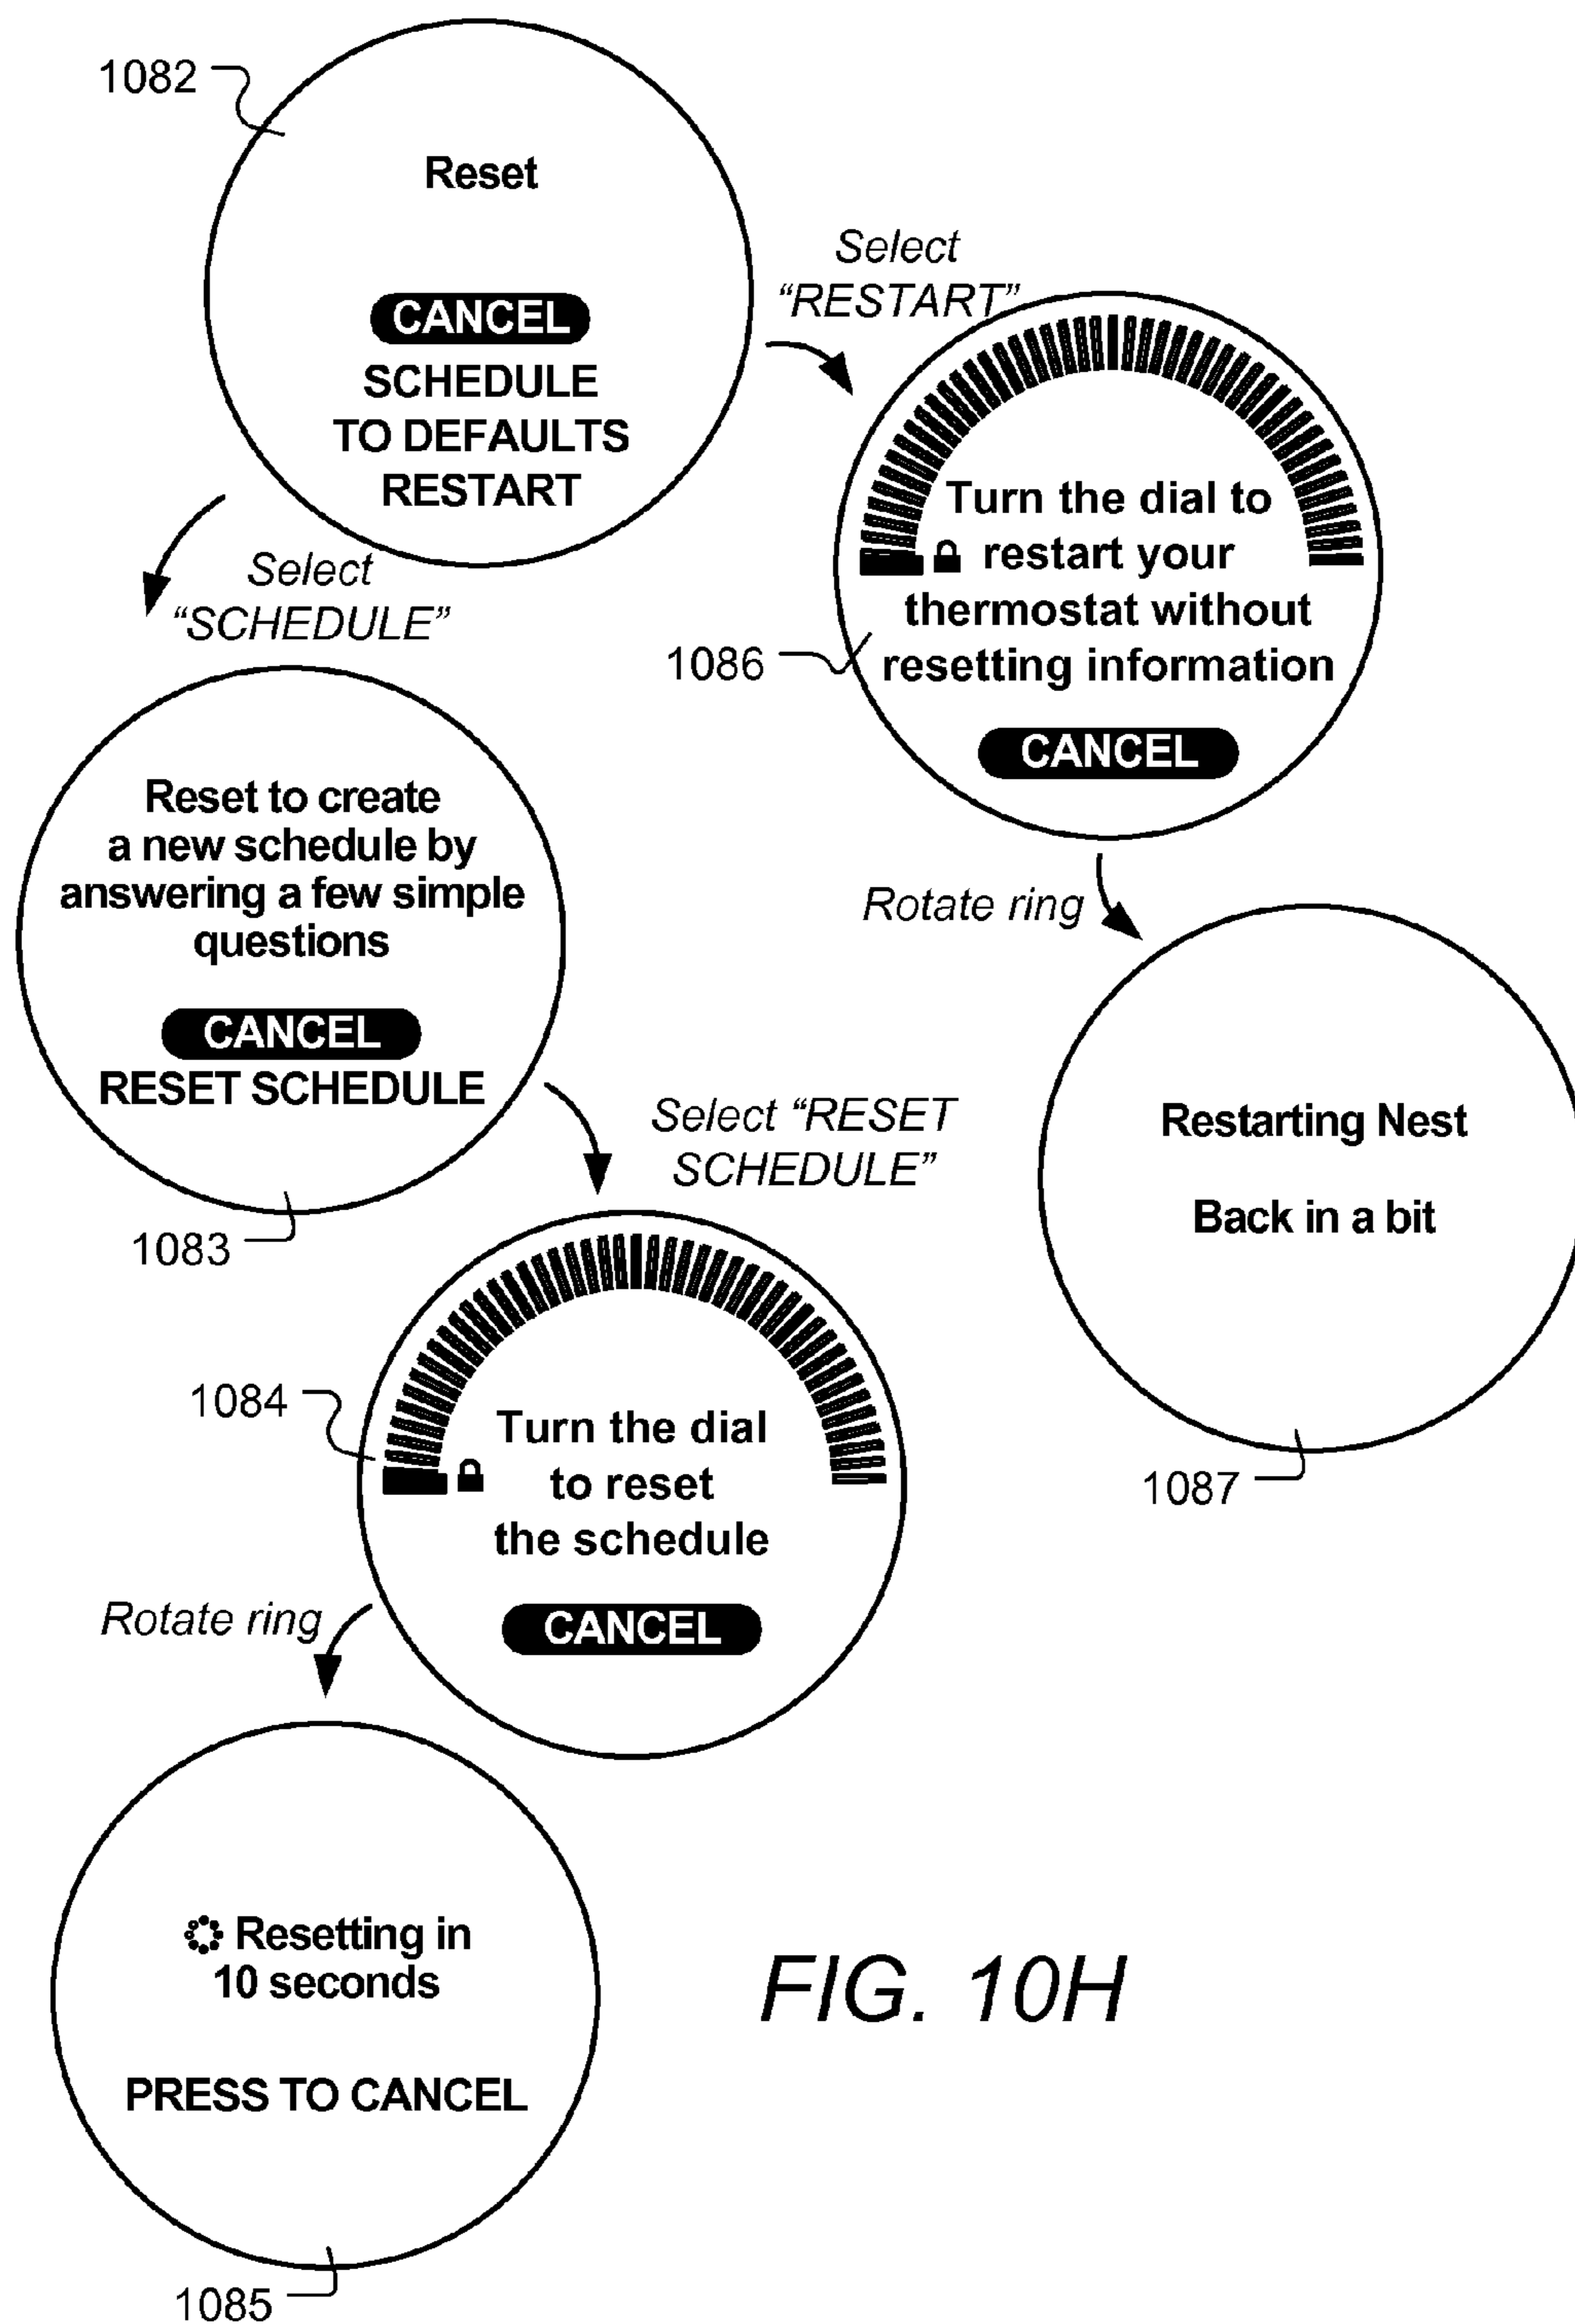 1082
Reset
CANCEL
SCHEDULE
TO DEFAULTS
RESTART
Select
“RESTART”
Turn the dial to
restart your
thermostat without
resetting information
CANCEL
1086
Select
“SCHEDULE”
Reset to create
a new schedule by
answering a few simple
questions
CANCEL
RESET SCHEDULE
1083
Rotate ring
Restarting Nest
Back in a bit
1087
Select “RESET
SCHEDULE”
1084
Turn the dial
to reset
the schedule
CANCEL
Rotate ring
Resetting in
10 seconds
PRESS TO CANCEL
1085
FIG. 10H